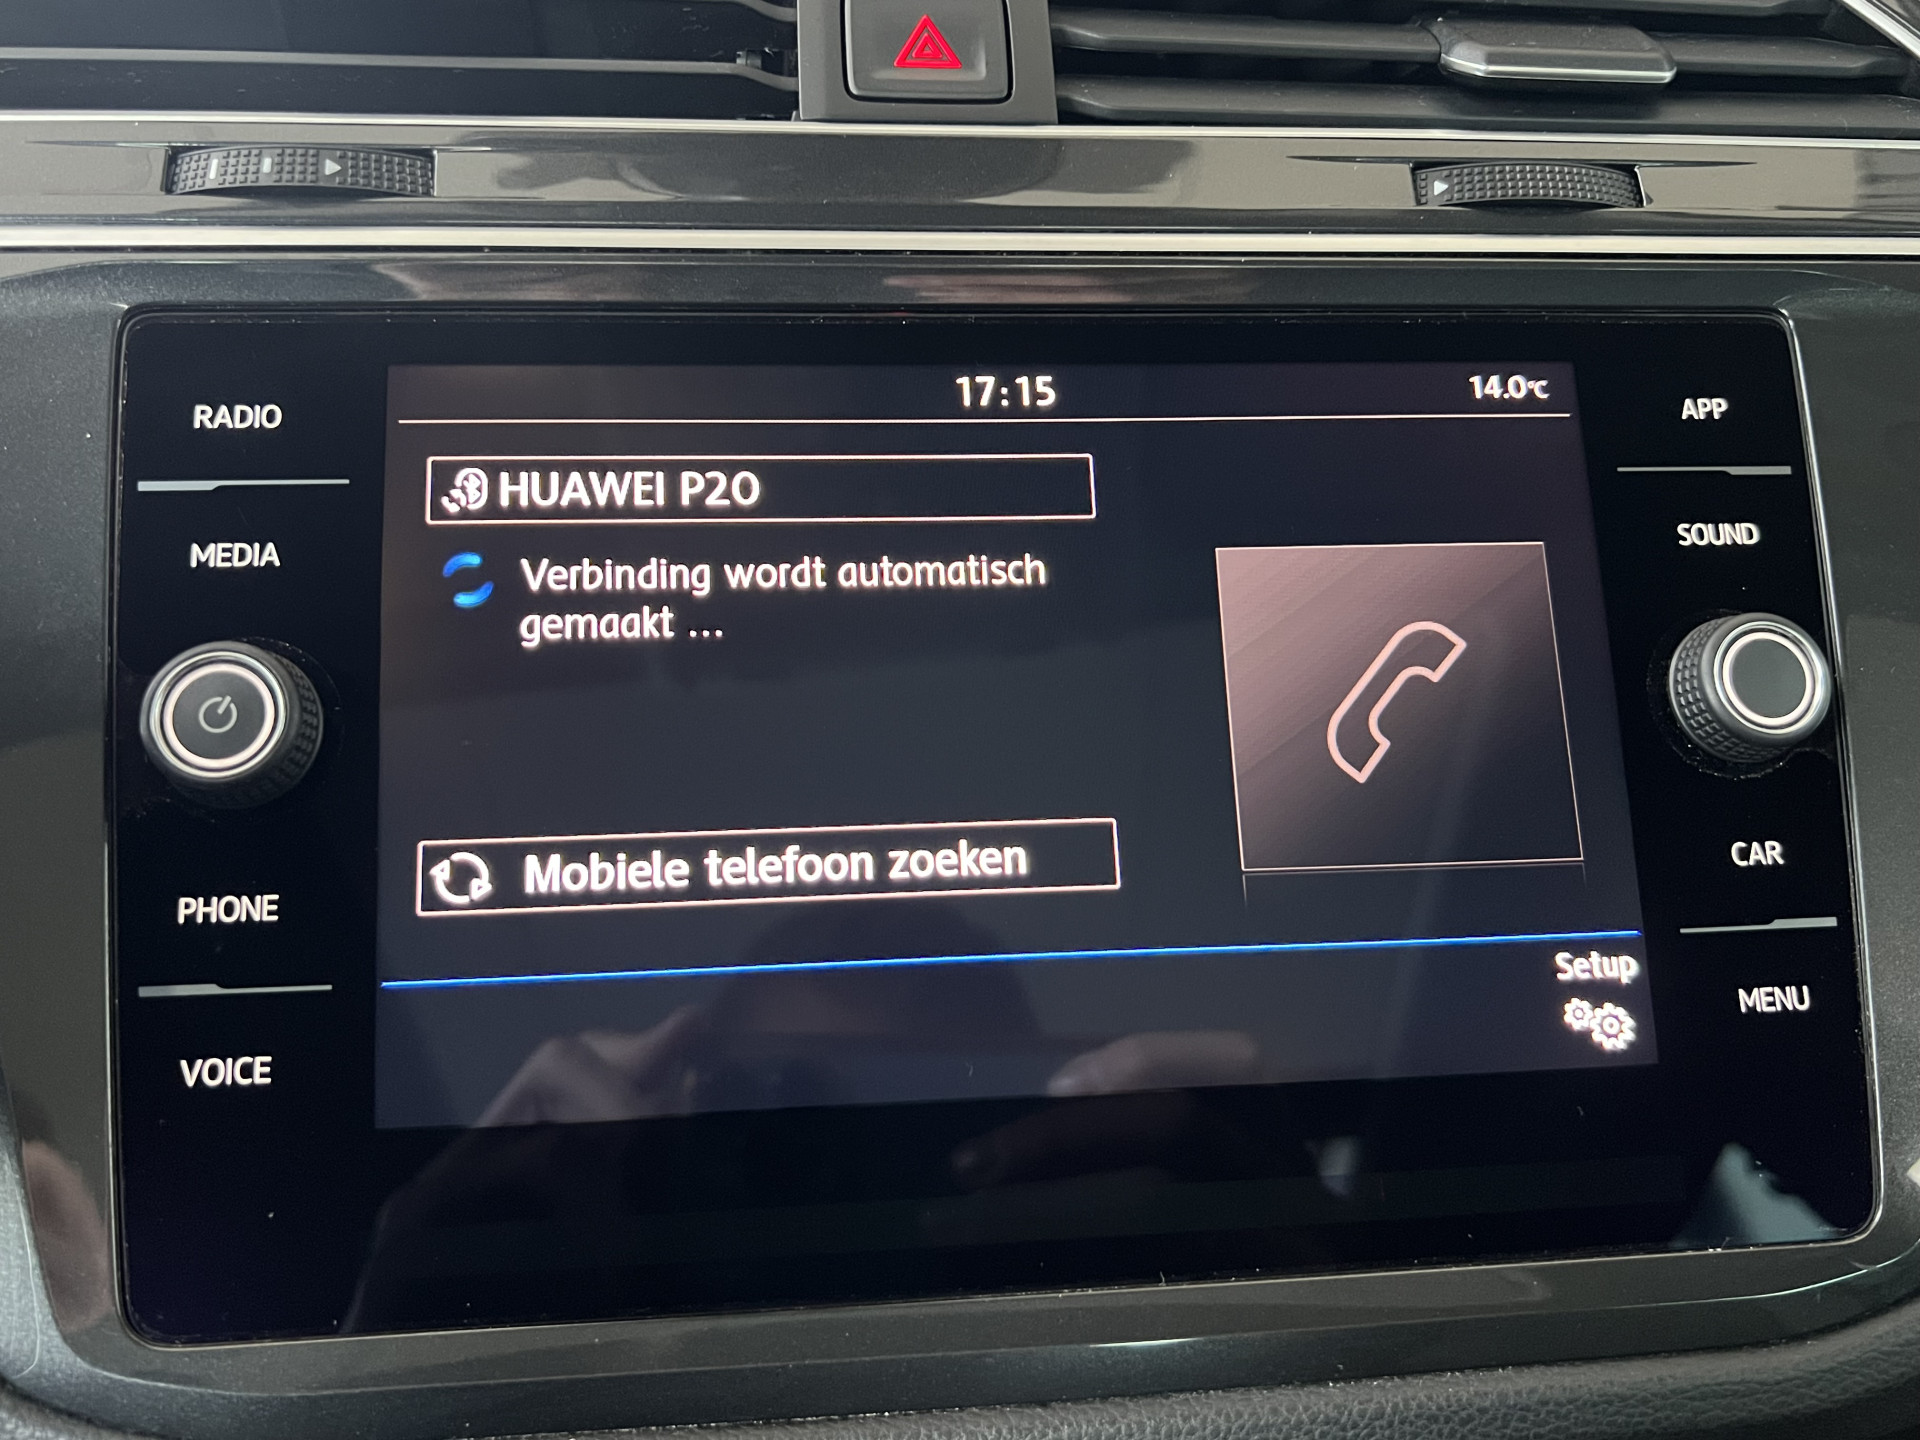 17:15
14.0°C
RADIO
MEDIA
PHONE
VOICE
HUAWEI P20
Verbinding wordt automatisch
gemaakt ...
Mobiele telefoon zoeken
Setup
APP
SOUND
CAR
MENU